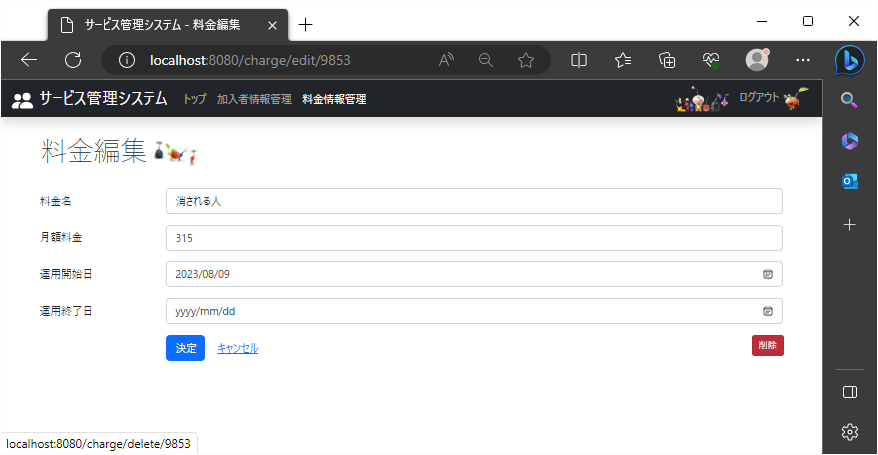 サービス管理システム - 料金編集
localhost:8080/charge/edit/9853
サービス管理システム トップ 加入者情報管理 料金情報管理 ログアウト
料金編集
料金名 消される人
月額料金 315
運用開始日 2023/08/09
運用終了日 yyyy/mm/dd
決定 キャンセル 削除
localhost:8080/charge/delete/9853